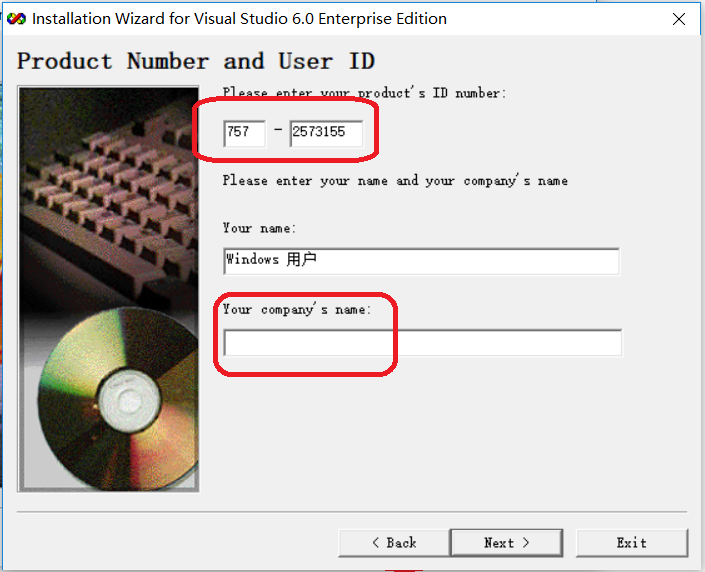 Installation Wizard for Visual Studio 6.0 Enterprise Edition
Product Number and User ID
Please enter your product's ID number:
757 - 2573155
Please enter your name and your company's name
Your name:
Windows 用户
Your company's name:
< Back Next > Exit